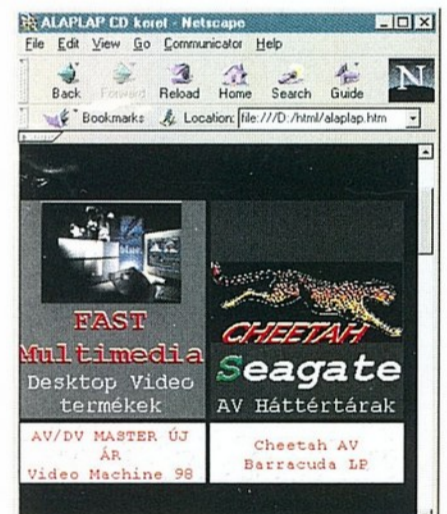 ALAPLAP CD keret - Netscape
File Edit View Go Communicator Help
Back Forward Reload Home Search Guide
N
Bookmarks Location: file:///D:/html/alaplap.htm
blue.
FAST
Multimedia
Desktop Video
termékek
AV/DV MASTER ÚJ
ÁR
Video Machine 98
CHEETAH
Seagate
AV Háttértárak
Cheetah AV
Barracuda LP